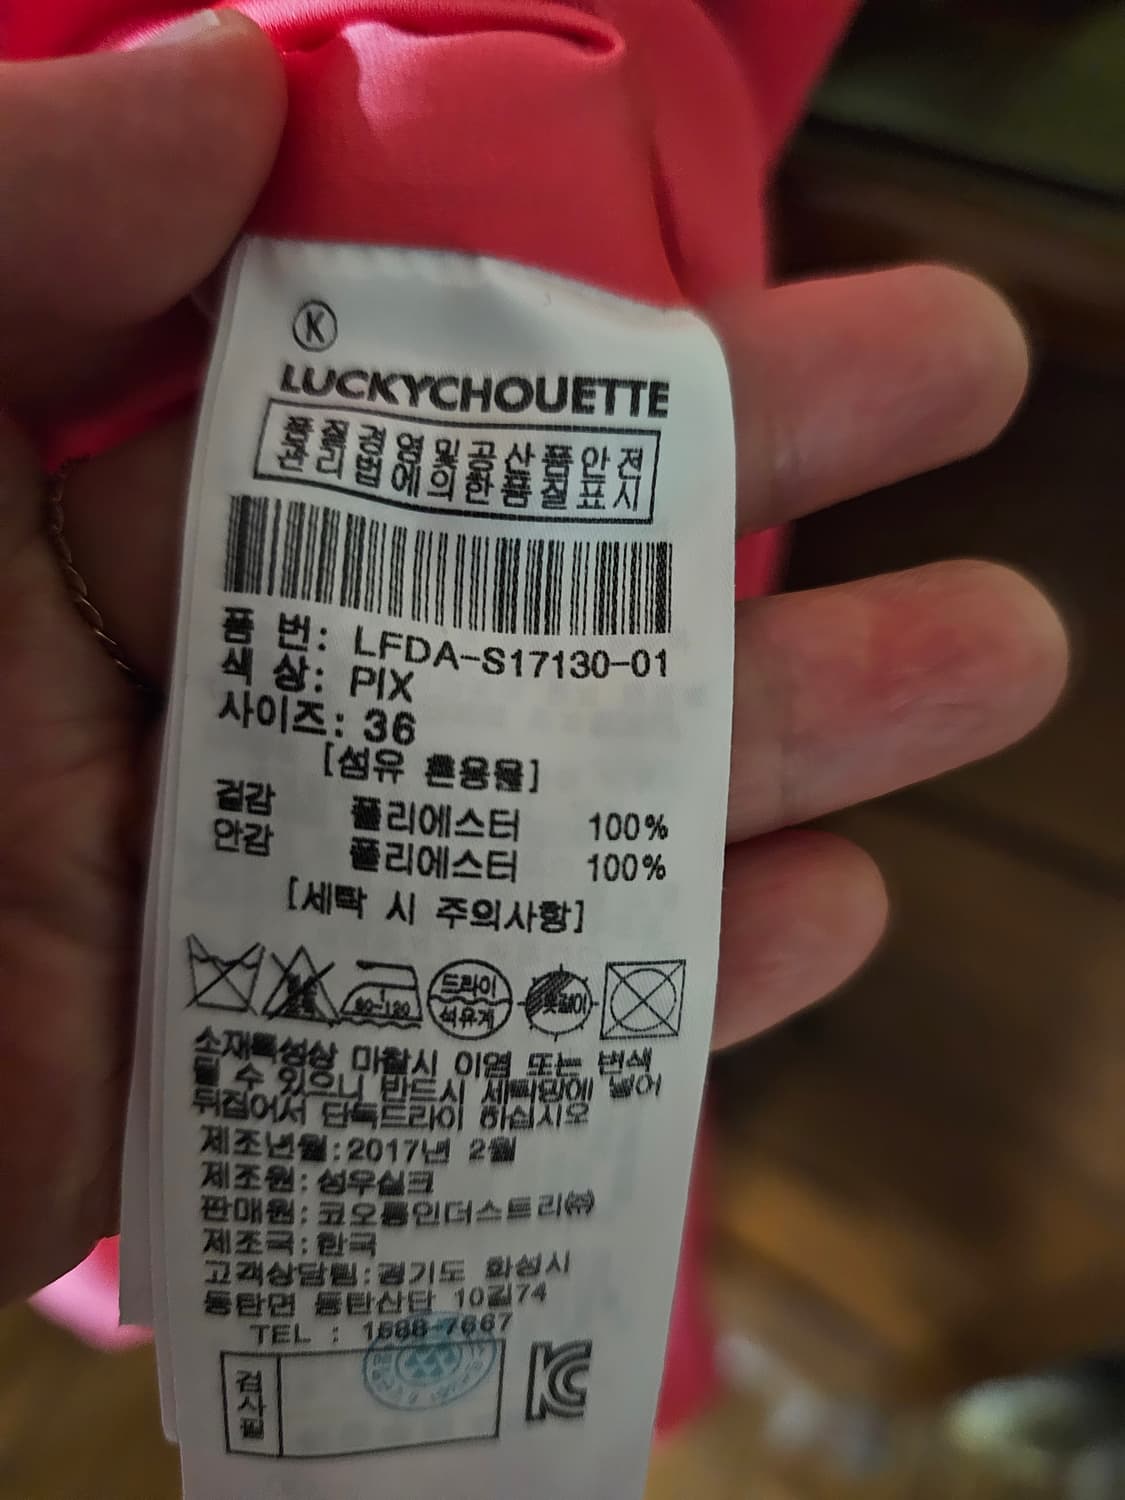 K
LUCKYCHOUETTE
품질경영및공산품안전
관리법에의한품질표시
품 번: LFDA-S17130-01
색 상: PIX
사이즈: 36
[섬유 혼용율]
겉감 폴리에스터 100%
안감 폴리에스터 100%
[세탁 시 주의사항]
80~120
드라이
석유계
옷걸이
소재특성상 마찰시 이염 또는 변색
될 수 있으니 반드시 세탁망에 넣어
뒤집어서 단독드라이 하십시오
제조년월:2017년 2월
제조원:성우실크
판매원:코오롱인더스트리㈜
제조국:한국
고객상담팀:경기도 화성시
동탄면 동탄산단 10길74
TEL : 1688-7667
검사필